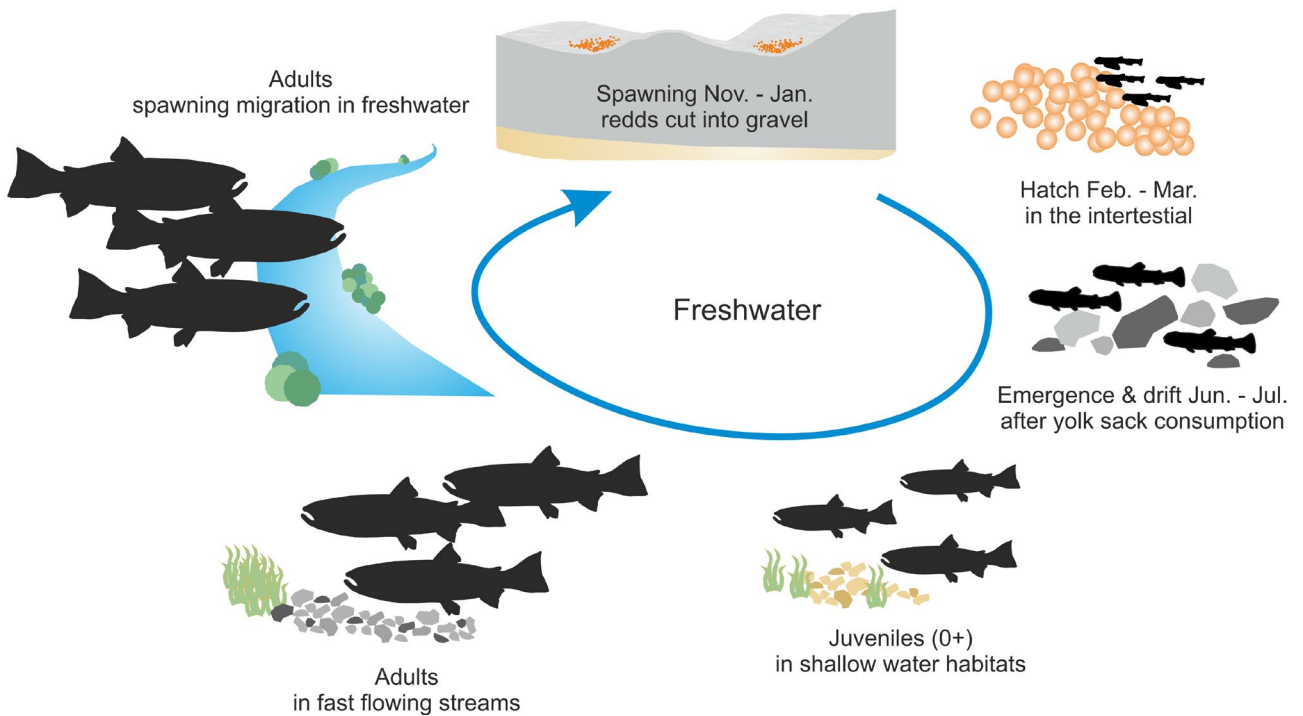 Adults
spawning migration in freshwater
Spawning Nov. - Jan.
redds cut into gravel
Hatch Feb. - Mar.
in the intertestial
Freshwater
Emergence & drift Jun. - Jul.
after yolk sack consumption
Juveniles (0+)
in shallow water habitats
Adults
in fast flowing streams